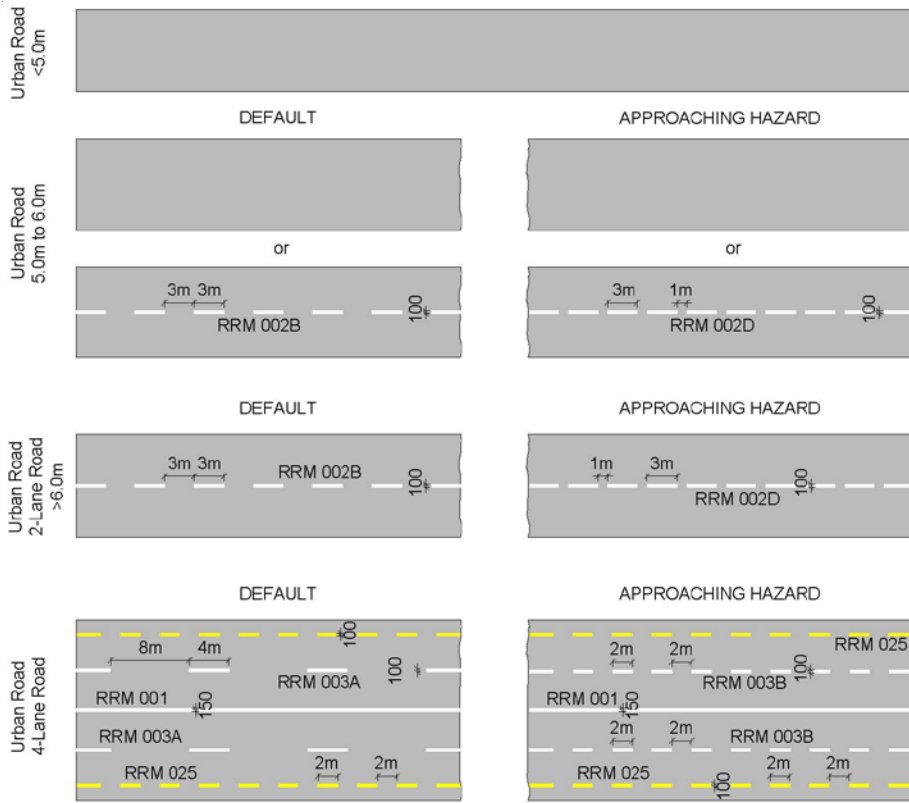 Urban Road
<5.0m
DEFAULT
APPROACHING HAZARD
Urban Road
5.0m to 6.0m
or
or
3m 3m
RRM 002B
100
3m
1m
RRM 002D
100
DEFAULT
APPROACHING HAZARD
Urban Road
2-Lane Road
>6.0m
3m 3m
RRM 002B
100
1m
3m
RRM 002D
100
DEFAULT
APPROACHING HAZARD
Urban Road
4-Lane Road
100
8m 4m
RRM 003A
100
RRM 001
150
RRM 003A
RRM 025
2m 2m
RRM 025
2m 2m
RRM 003B
100
RRM 001
150
2m 2m
RRM 003B
RRM 025
100
2m 2m